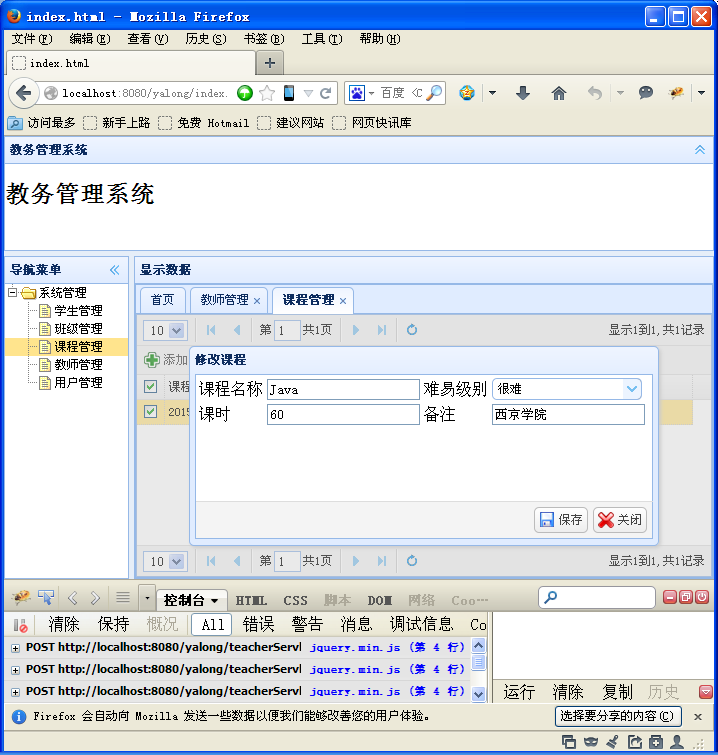 index.html - Mozilla Firefox
文件(F) 编辑(E) 查看(V) 历史(S) 书签(B) 工具(T) 帮助(H)
index.html
localhost:8080/yalong/index. 百度
访问最多 新手上路 免费 Hotmail 建议网站 网页快讯库
教务管理系统
教务管理系统
导航菜单
系统管理
学生管理
班级管理
课程管理
教师管理
用户管理
显示数据
首页 教师管理 课程管理
10 第 1 共1页 显示1到1,共1记录
添加
修改课程
课程
2015
课程名称 Java 难易级别 很难
课时 60 备注 西京学院
保存 关闭
10 第 1 共1页 显示1到1,共1记录
控制台 HTML CSS 脚本 DOM 网络 Coo…
清除 保持 概况 All 错误 警告 消息 调试信息 Co
POST http://localhost:8080/yalong/teacherServl jquery.min.js (第 4 行)
POST http://localhost:8080/yalong/teacherServl jquery.min.js (第 4 行)
POST http://localhost:8080/yalong/teacherServl jquery.min.js (第 4 行)
运行 清除 复制 历史
Firefox 会自动向 Mozilla 发送一些数据以便我们能够改善您的用户体验。 选择要分享的内容(C)